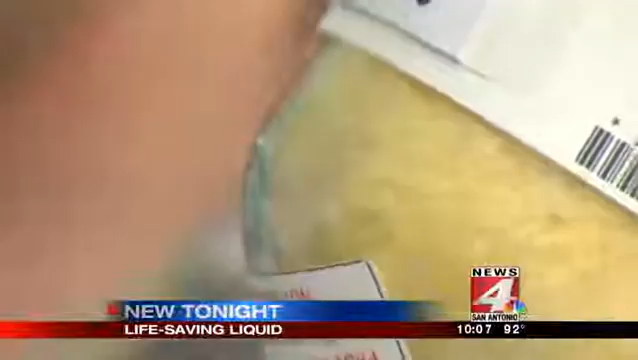 NEW TONIGHT
LIFE-SAVING LIQUID
NEWS
4
SAN ANTONIO
10:07 92°